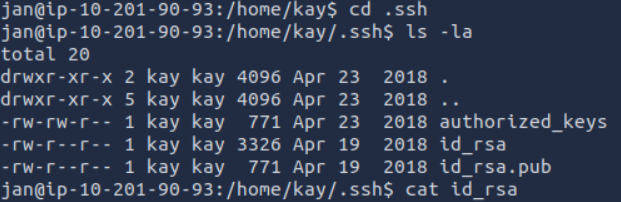 jan@ip-10-201-90-93:/home/kay$ cd .ssh
jan@ip-10-201-90-93:/home/kay/.ssh$ ls -la
total 20
drwxr-xr-x 2 kay kay 4096 Apr 23  2018 .
drwxr-xr-x 5 kay kay 4096 Apr 23  2018 ..
-rw-rw-r-- 1 kay kay  771 Apr 23  2018 authorized_keys
-rw-r--r-- 1 kay kay 3326 Apr 19  2018 id_rsa
-rw-r--r-- 1 kay kay  771 Apr 19  2018 id_rsa.pub
jan@ip-10-201-90-93:/home/kay/.ssh$ cat id_rsa